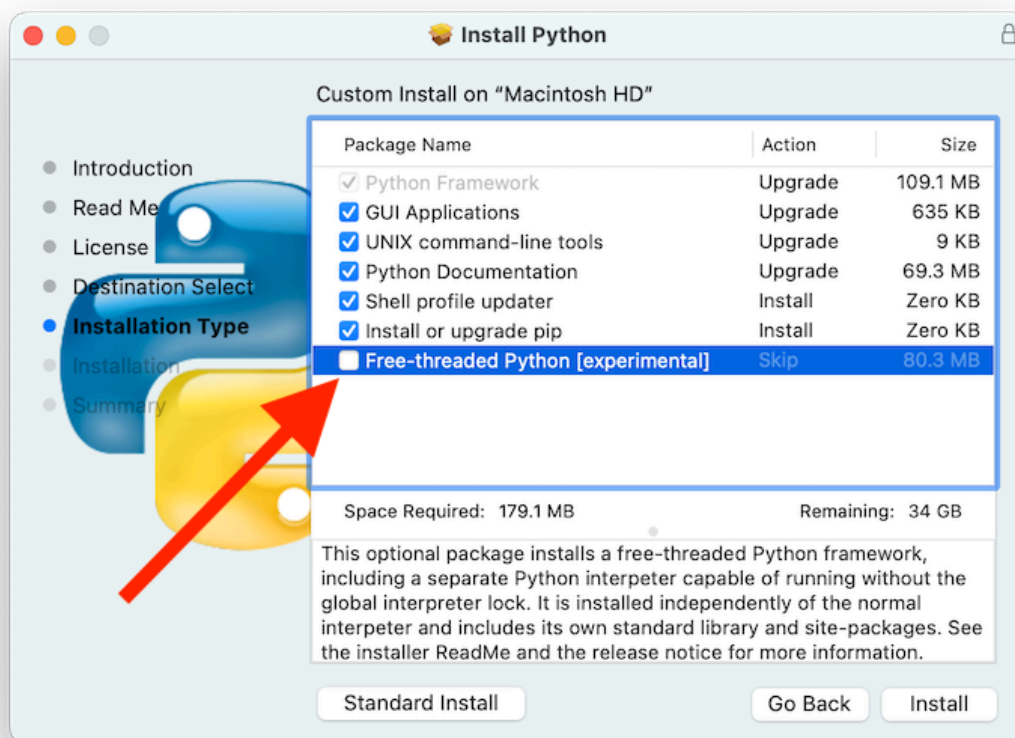 Install Python
Custom Install on “Macintosh HD”
Introduction
Read Me
License
Destination Select
Installation Type
Installation
Summary
Package Name Action Size
Python Framework Upgrade 109.1 MB
GUI Applications Upgrade 635 KB
UNIX command-line tools Upgrade 9 KB
Python Documentation Upgrade 69.3 MB
Shell profile updater Install Zero KB
Install or upgrade pip Install Zero KB
Free-threaded Python [experimental] Skip 80.3 MB
Space Required: 179.1 MB Remaining: 34 GB
This optional package installs a free-threaded Python framework,
including a separate Python interpeter capable of running without the
global interpreter lock. It is installed independently of the normal
interpeter and includes its own standard library and site-packages. See
the installer ReadMe and the release notice for more information.
Standard Install Go Back Install